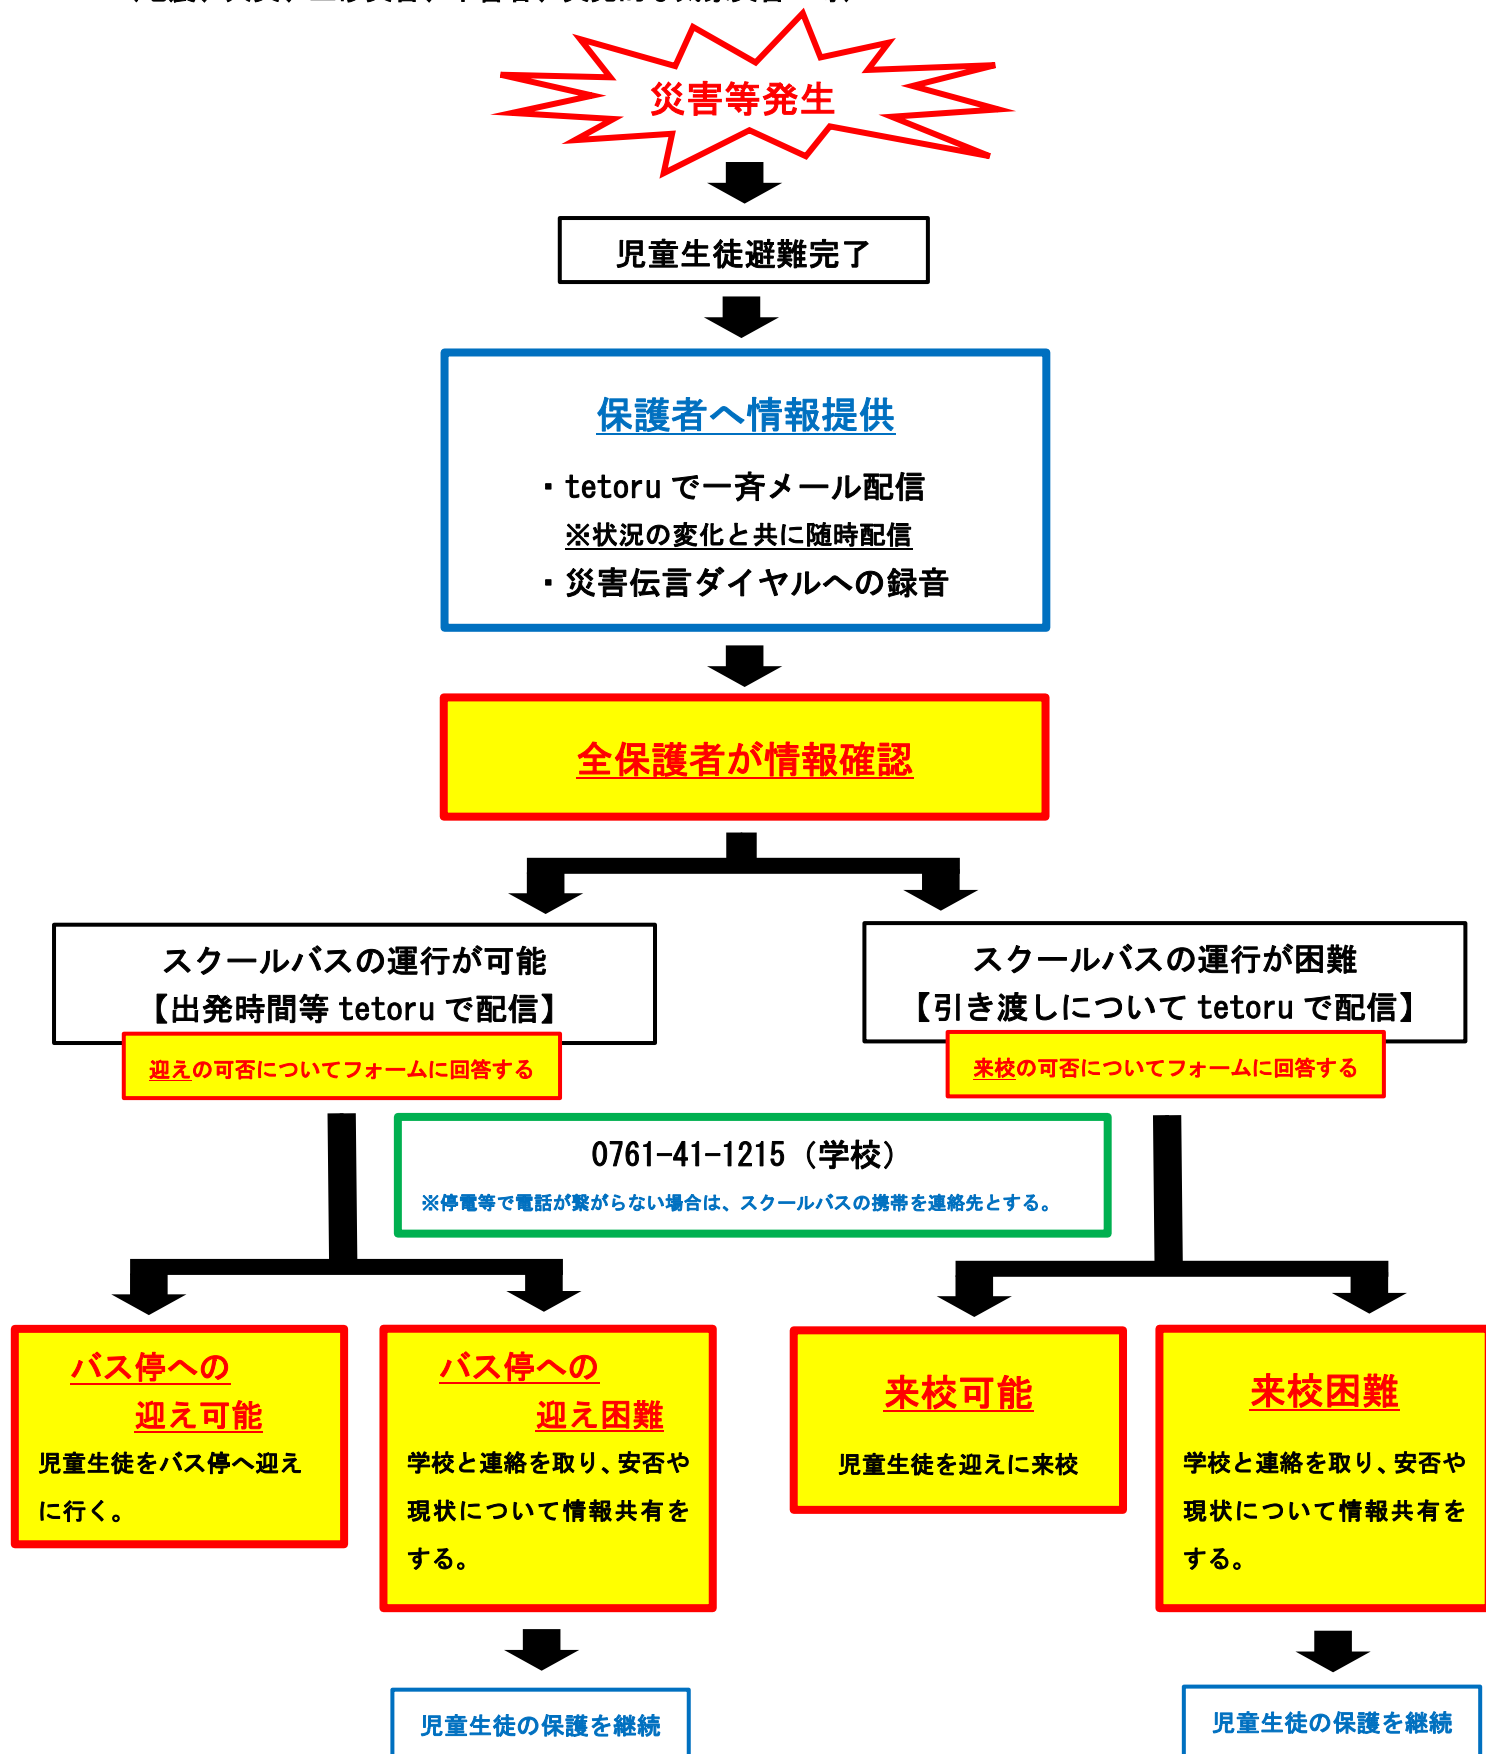 災害等発生
児童生徒避難完了
保護者へ情報提供
・tetoru で一斉メール配信
※状況の変化と共に随時配信
・災害伝言ダイヤルへの録音
全保護者が情報確認
スクールバスの運行が可能
【出発時間等 tetoru で配信】
迎えの可否についてフォームに回答する
スクールバスの運行が困難
【引き渡しについて tetoru で配信】
来校の可否についてフォームに回答する
0761-41-1215（学校）
※停電等で電話が繋がらない場合は、スクールバスの携帯を連絡先とする。
バス停への
迎え可能
児童生徒をバス停へ迎え
に行く。
バス停への
迎え困難
学校と連絡を取り、安否や
現状について情報共有を
する。
来校可能
児童生徒を迎えに来校
来校困難
学校と連絡を取り、安否や
現状について情報共有を
する。
児童生徒の保護を継続
児童生徒の保護を継続